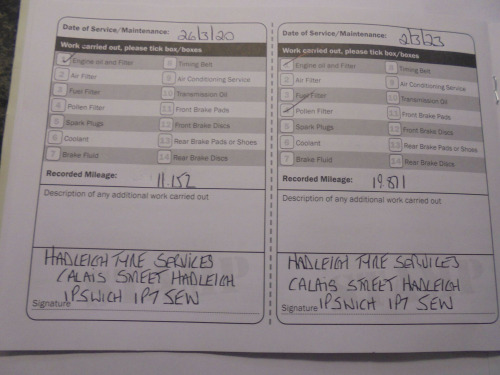 Date of Service/Maintenance: 26/3/20
Work carried out, please tick box/boxes
1 Engine oil and Filter
8 Timing Belt
2 Air Filter
9 Air Conditioning Service
3 Fuel Filter
10 Transmission Oil
4 Pollen Filter
11 Front Brake Pads
5 Spark Plugs
12 Front Brake Discs
6 Coolant
13 Rear Brake Pads or Shoes
7 Brake Fluid
14 Rear Brake Discs
Recorded Mileage: 11.152
Description of any additional work carried out
HADLEIGH TYRE SERVICES
CALAIS STREET HADLEIGH
IPSWICH IP7 5EW
Signature
Date of Service/Maintenance: 2/3/23
Work carried out, please tick box/boxes
1 Engine oil and Filter
8 Timing Belt
2 Air Filter
9 Air Conditioning Service
3 Fuel Filter
10 Transmission Oil
4 Pollen Filter
11 Front Brake Pads
5 Spark Plugs
12 Front Brake Discs
6 Coolant
13 Rear Brake Pads or Shoes
7 Brake Fluid
14 Rear Brake Discs
Recorded Mileage: 19.871
Description of any additional work carried out
HADLEIGH TYRE SERVICES
CALAIS STREET HADLEIGH
IPSWICH IP7 5EW
Signature